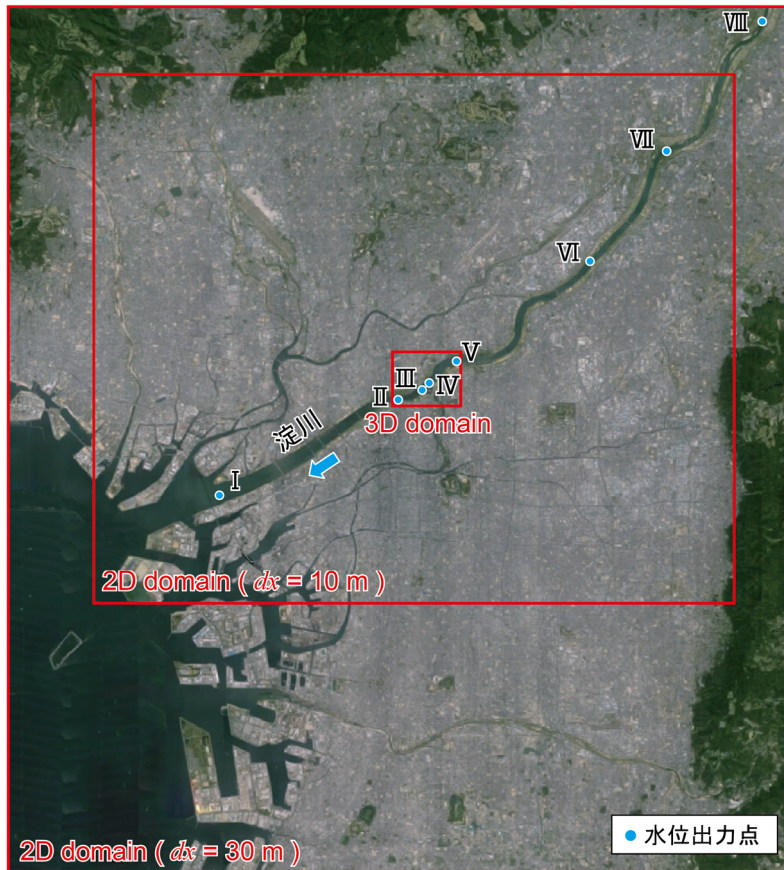 Ⅷ
Ⅶ
Ⅵ
Ⅴ
Ⅲ
Ⅳ
Ⅱ
3D domain
淀川
Ⅰ
2D domain ( dx = 10 m )
水位出力点
2D domain ( dx = 30 m )